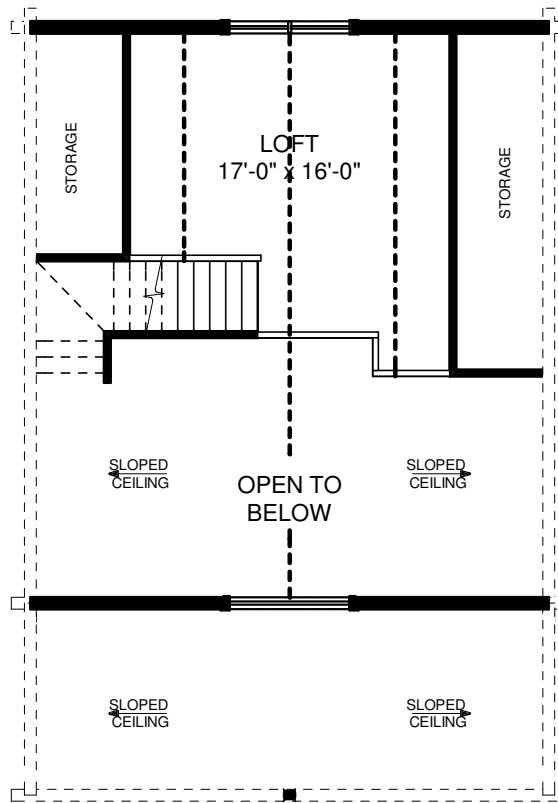 LOFT
17'-0" x 16'-0"
STORAGE
STORAGE
SLOPED
CEILING
SLOPED
CEILING
OPEN TO
BELOW
SLOPED
CEILING
SLOPED
CEILING